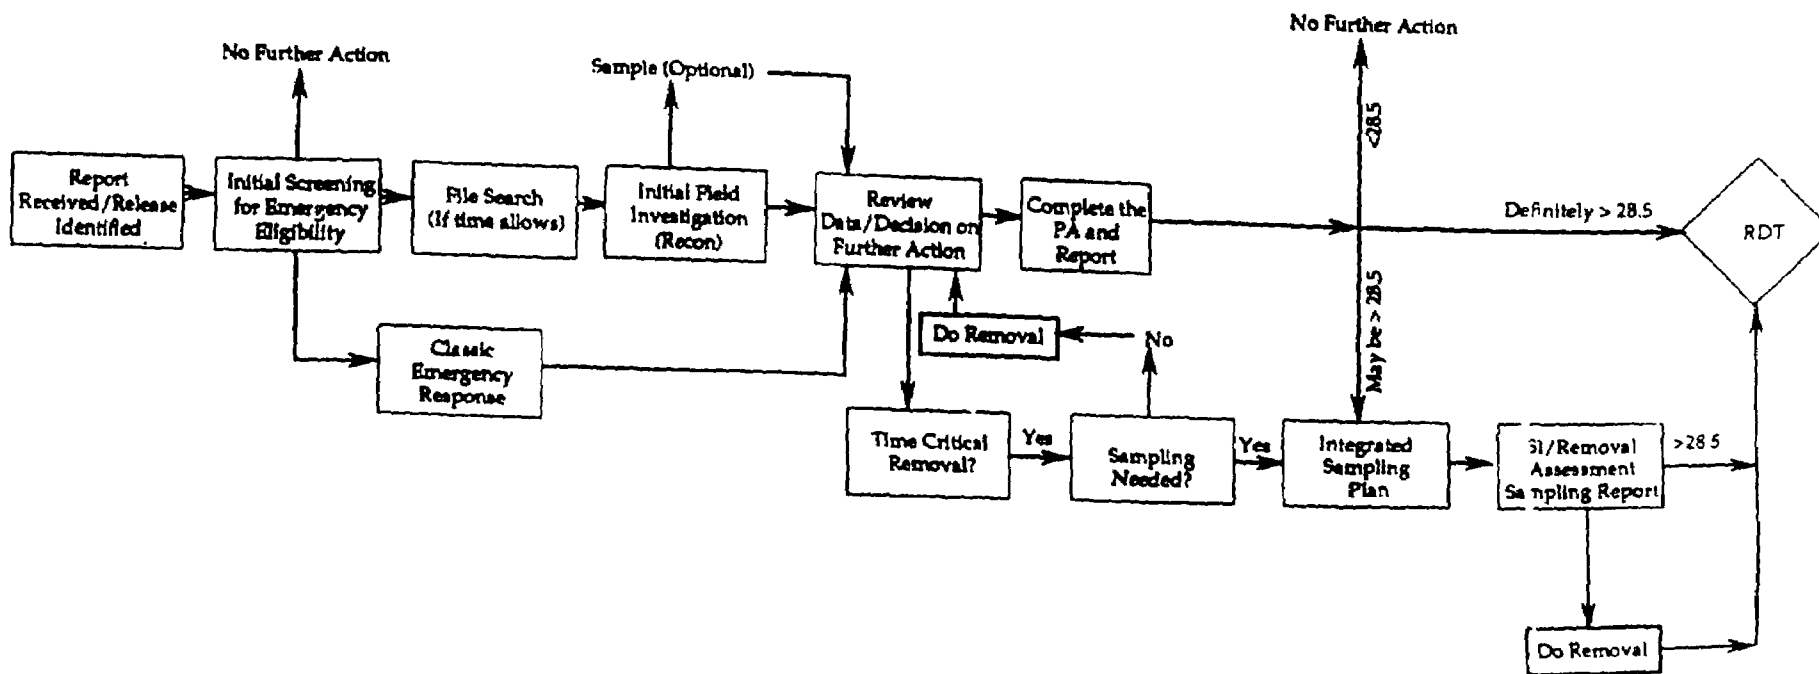 No Further Action
Sample (Optional)
No Further Action
Report
Received/Release
Identified
Initial Screening
for Emergency
Eligibility
File Search
(If time allows)
Initial Field
Investigation
(Recon)
Review
Data/Decision on
Further Action
Complete the
PA and
Report
<28.5
Definitely > 28.5
RDT
May be > 28.5
Classic
Emergency
Response
Do Removal
No
Time Critical
Removal?
Yes
Sampling
Needed?
Yes
Integrated
Sampling
Plan
SI/Removal
Assessment
Sampling Report
>28.5
Do Removal